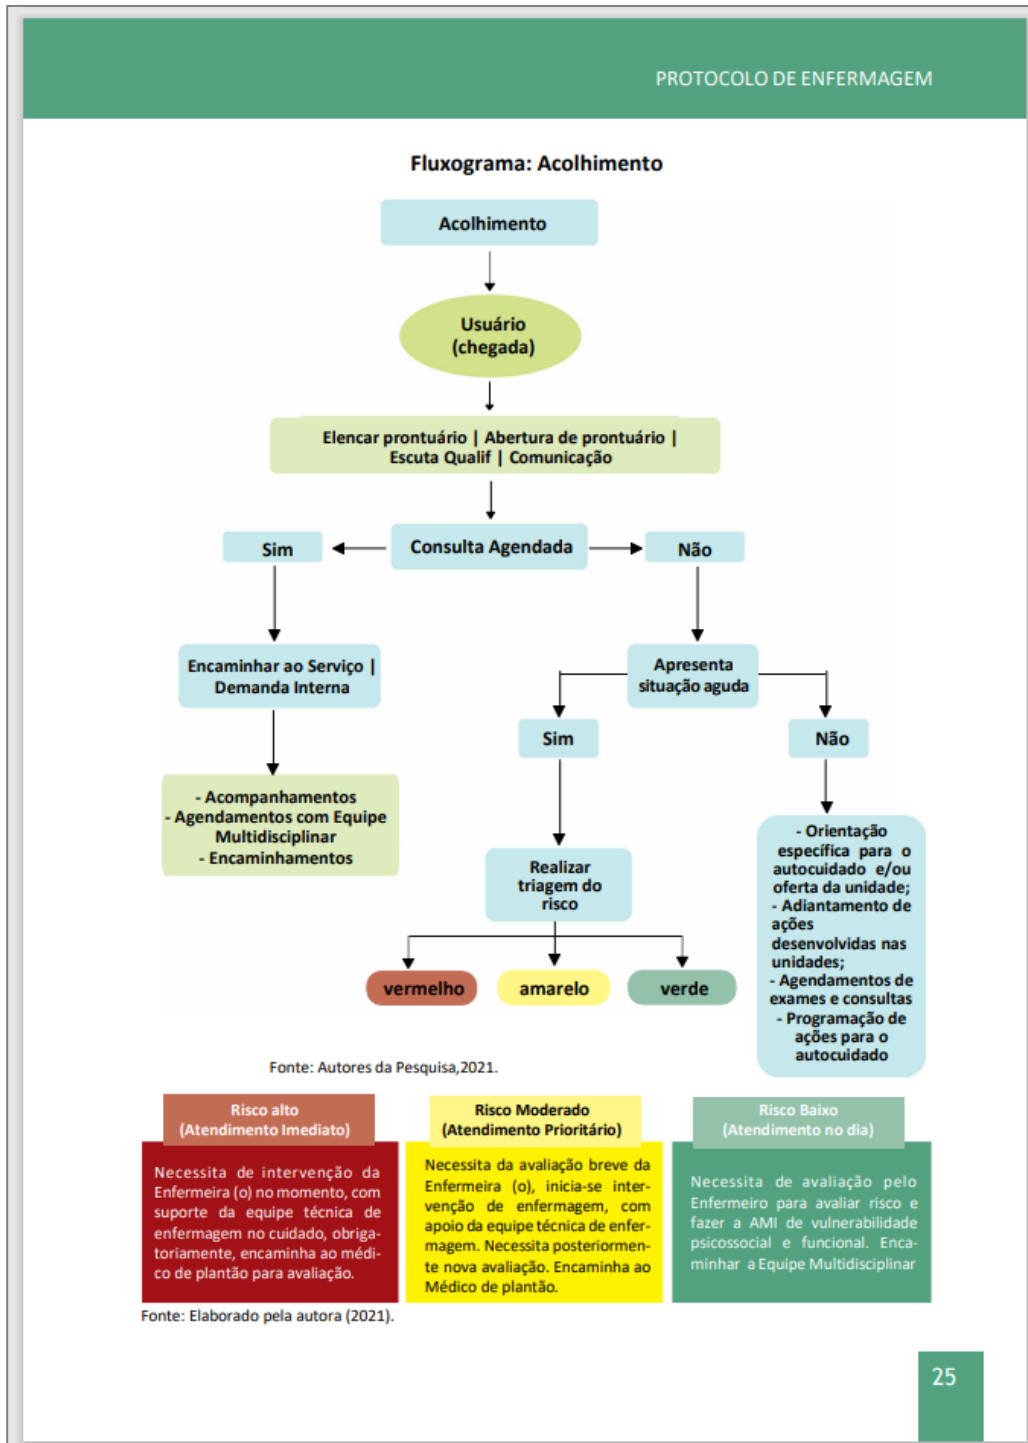 PROTOCOLO DE ENFERMAGEM
Fluxograma: Acolhimento
Acolhimento
Usuário
(chegada)
Elencar prontuário | Abertura de prontuário |
Escuta Qualif | Comunicação
Sim
Consulta Agendada
Não
Encaminhar ao Serviço |
Demanda Interna
Apresenta
situação aguda
Sim
Não
- Acompanhamentos
- Agendamentos com Equipe
Multidisciplinar
- Encaminhamentos
Realizar
triagem do
risco
- Orientação
específica para o
autocuidado e/ou
oferta da unidade;
- Adiantamento de
ações
desenvolvidas nas
unidades;
- Agendamentos de
exames e consultas
- Programação de
ações para o
autocuidado
vermelho
amarelo
verde
Fonte: Autores da Pesquisa,2021.
Risco alto
(Atendimento Imediato)
Necessita de intervenção da
Enfermeira (o) no momento, com
suporte da equipe técnica de
enfermagem no cuidado, obriga-
toriamente, encaminha ao médi-
co de plantão para avaliação.
Risco Moderado
(Atendimento Prioritário)
Necessita da avaliação breve da
Enfermeira (o), inicia-se inter-
venção de enfermagem, com
apoio da equipe técnica de enfer-
magem. Necessita posteriormen-
te nova avaliação. Encaminha ao
Médico de plantão.
Risco Baixo
(Atendimento no dia)
Necessita de avaliação pelo
Enfermeiro para avaliar risco e
fazer a AMI de vulnerabilidade
psicossocial e funcional. Enca-
minhar a Equipe Multidisciplinar
Fonte: Elaborado pela autora (2021).
25